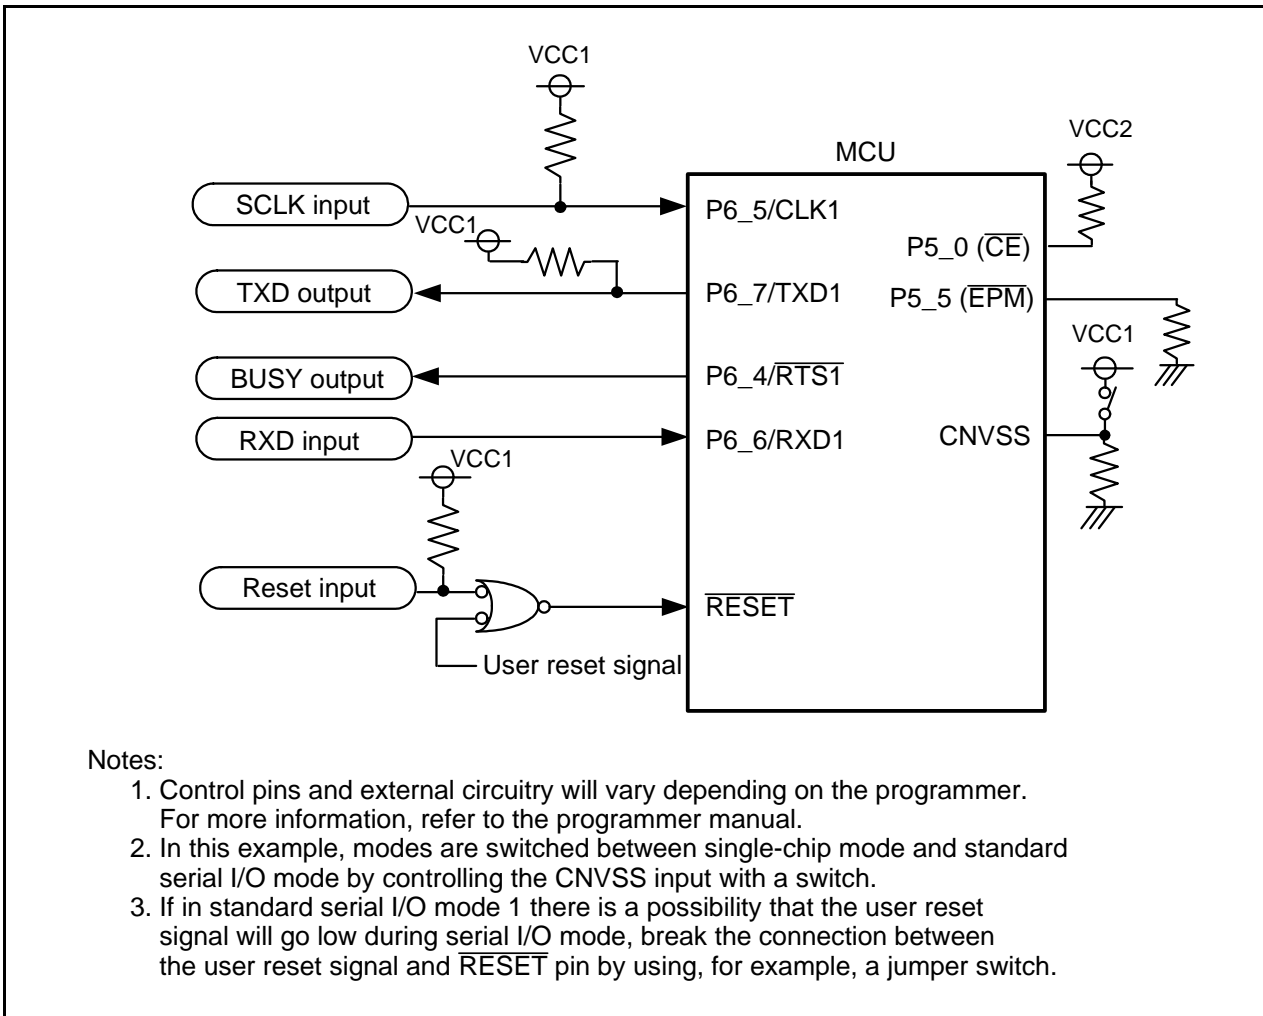 VCC1
VCC2
MCU
SCLK input
P6_5/CLK1
VCC1
P5_0 (CE)
TXD output
P6_7/TXD1
P5_5 (EPM)
VCC1
BUSY output
P6_4/RTS1
RXD input
P6_6/RXD1
CNVSS
VCC1
Reset input
RESET
User reset signal
Notes:
1. Control pins and external circuitry will vary depending on the programmer.
For more information, refer to the programmer manual.
2. In this example, modes are switched between single-chip mode and standard
serial I/O mode by controlling the CNVSS input with a switch.
3. If in standard serial I/O mode 1 there is a possibility that the user reset
signal will go low during serial I/O mode, break the connection between
the user reset signal and RESET pin by using, for example, a jumper switch.